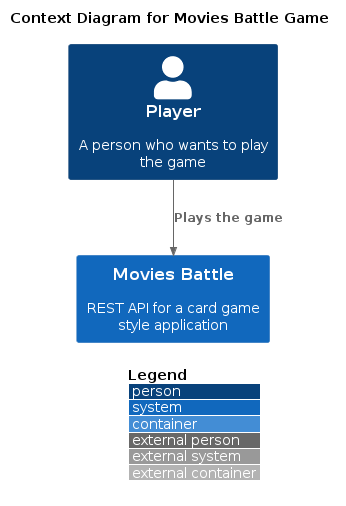 Context Diagram for Movies Battle Game
Player
A person who wants to play
the game
Plays the game
Movies Battle
REST API for a card game
style application
Legend
person
system
container
external person
external system
external container